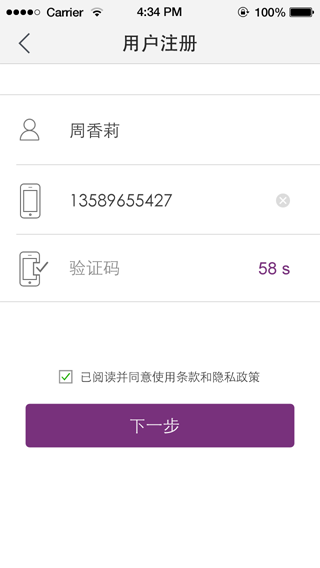 Carrier 4:34 PM 100%
用户注册
周香莉
13589655427
验证码 58 s
已阅读并同意使用条款和隐私政策
下一步